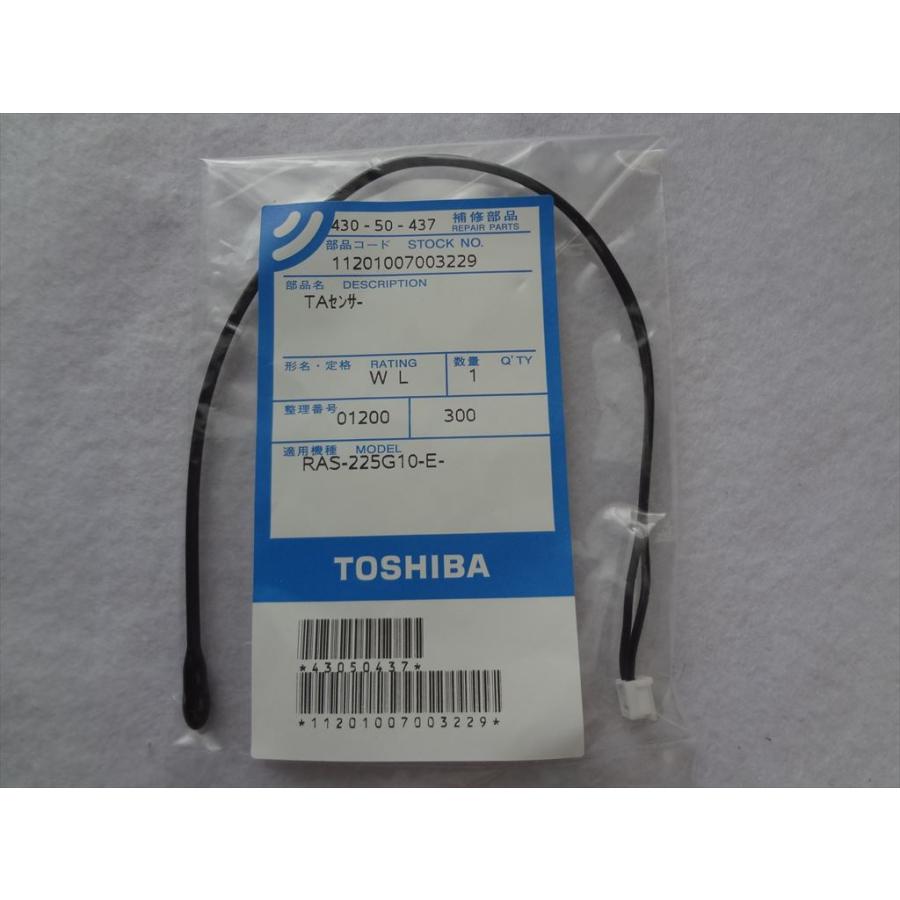 430-50-437 補修部品
REPAIR PARTS
部品コード STOCK NO.
11201007003229
部品名 DESCRIPTION
TAｾﾝｻ-
形名・定格 RATING 数量 Q'TY
WL 1
整理番号 01200 300
適用機種 MODEL
RAS-225G10-E-
TOSHIBA
*43050437*
*11201007003229*